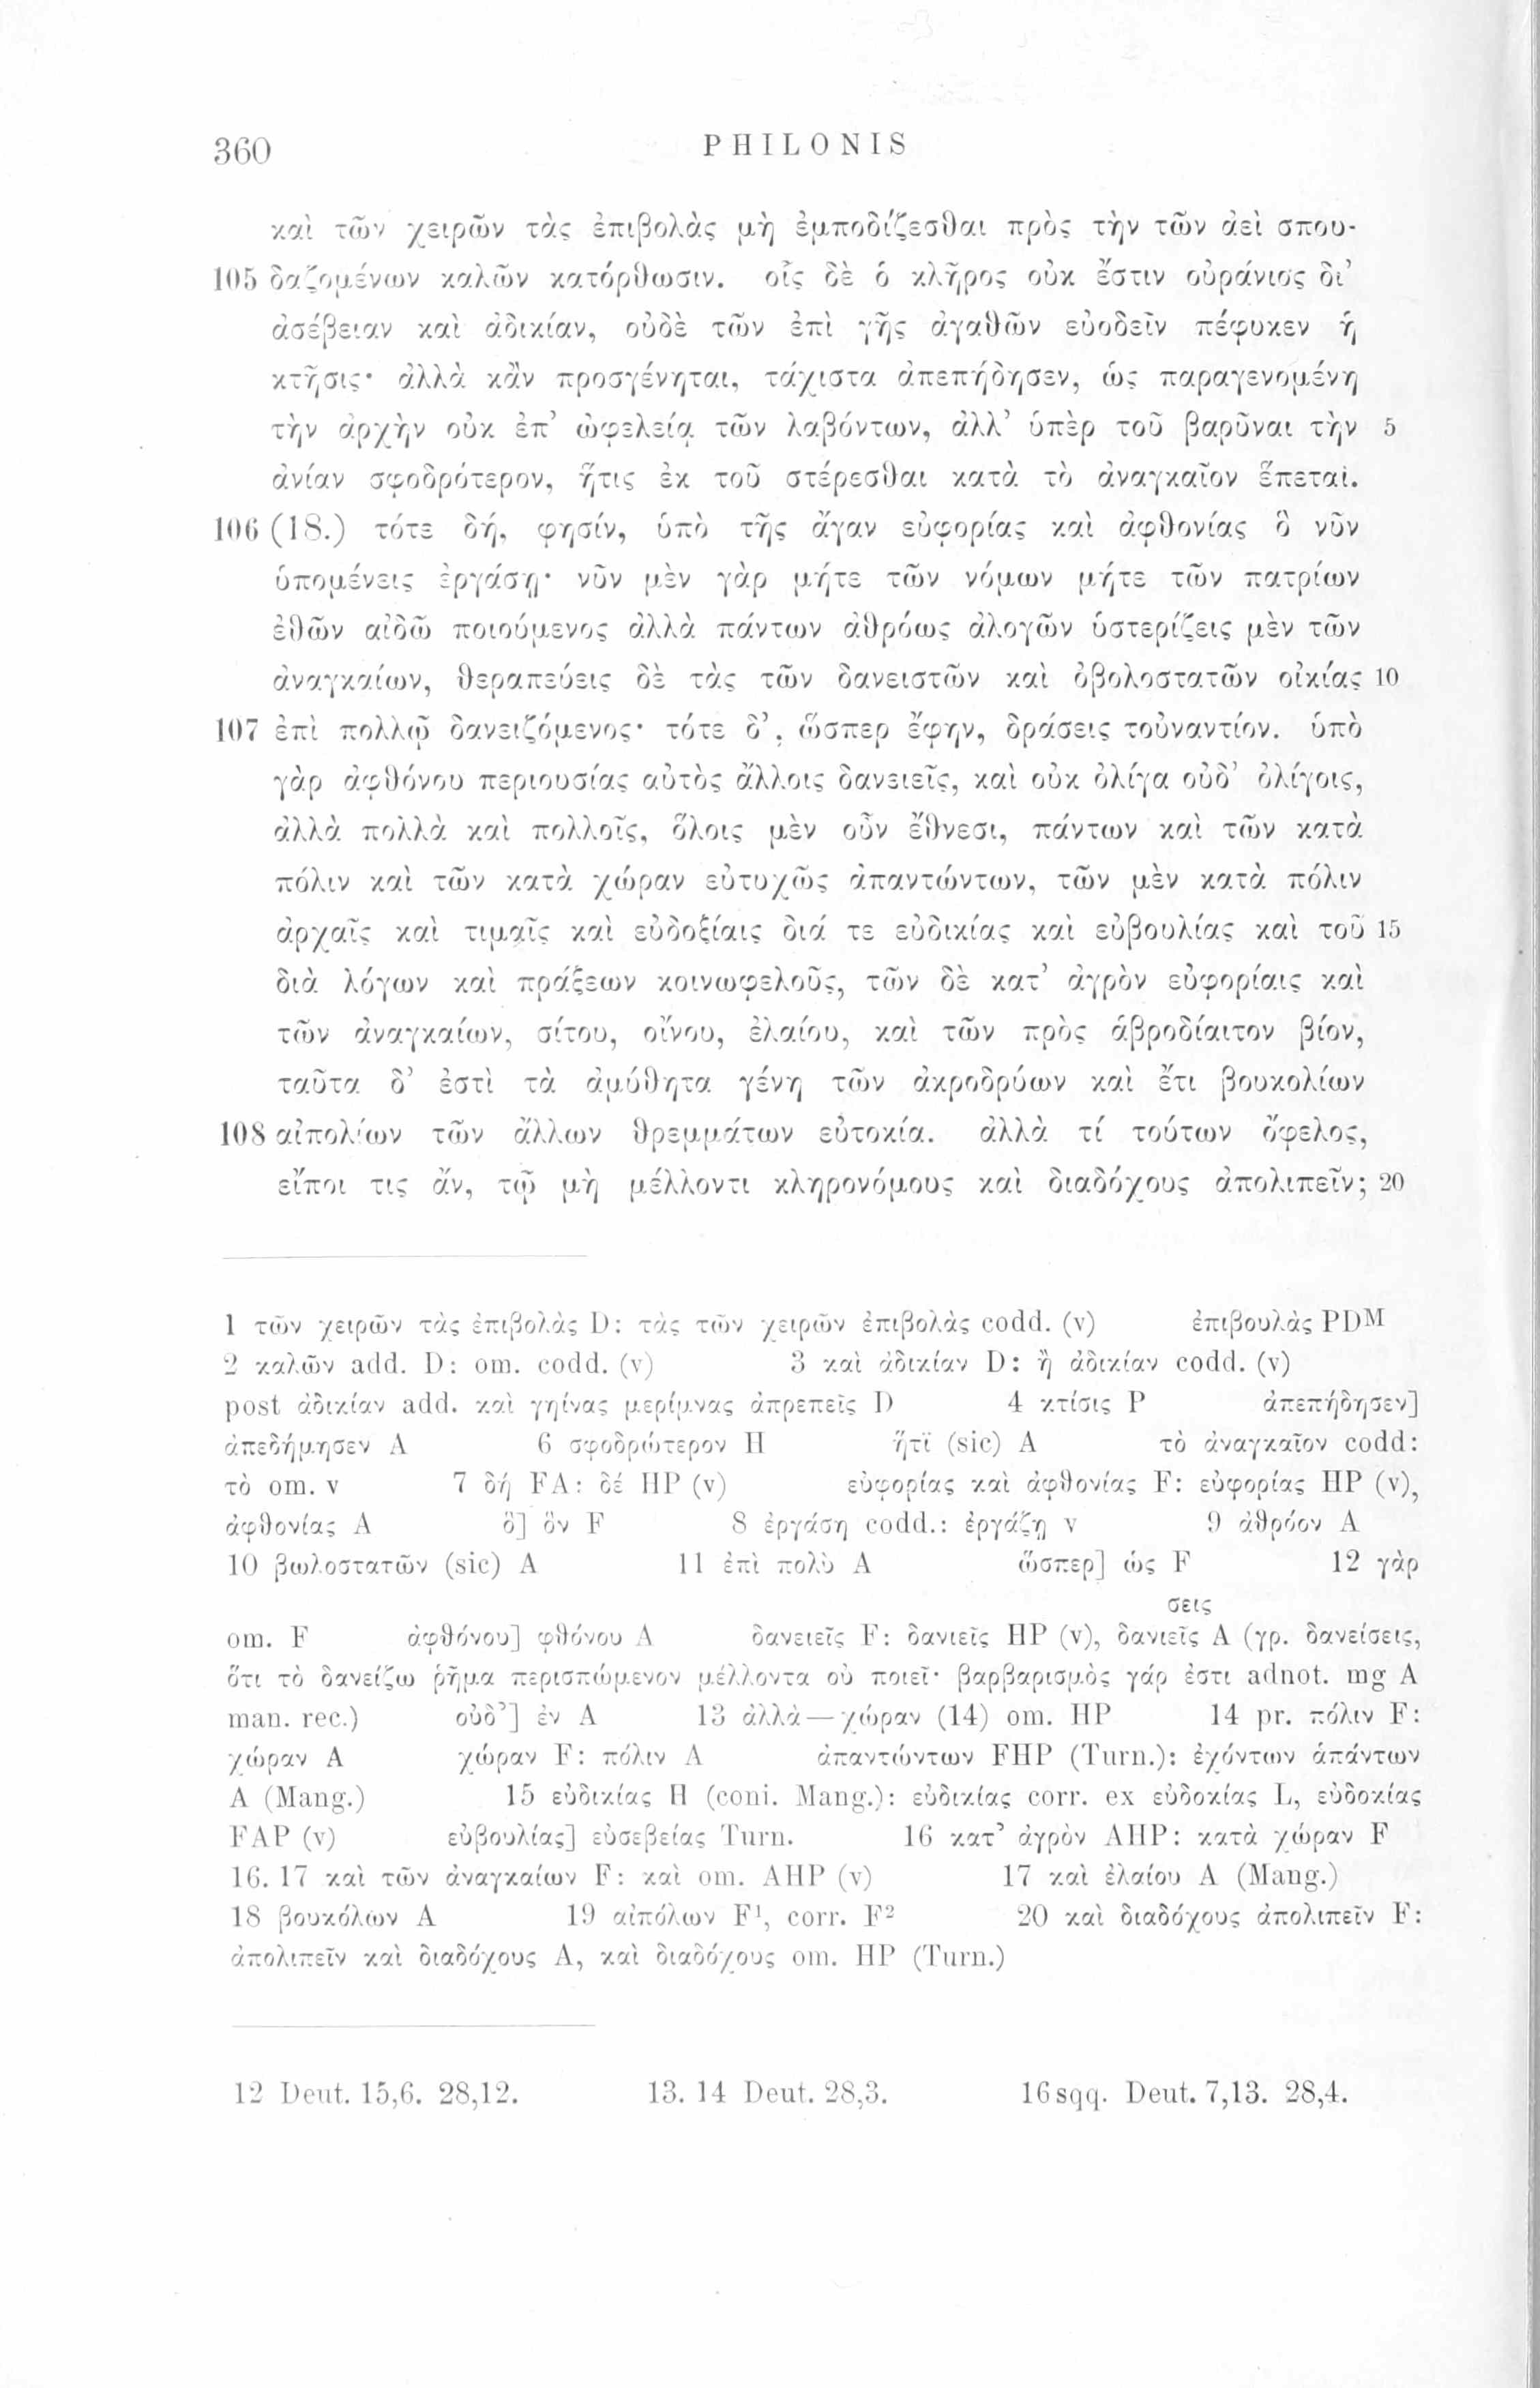 360
PHILONIS
καὶ τῶν χειρῶν τὰς ἐπιβολὰς μὴ ἐμποδίζεσθαι πρὸς τὴν τῶν ἀεὶ σπου-
105 δαζομένων καλῶν κατόρθωσιν. οἷς δὲ ὁ κλῆρος οὐκ ἔστιν οὐράνιος δι’
ἀσέβειαν καὶ ἀδικίαν, οὐδὲ τῶν ἐπὶ γῆς ἀγαθῶν εὐοδεῖν πέφυκεν ἡ
κτῆσις· ἀλλὰ κἂν προσγένηται, τάχιστα ἀπεπήδησεν, ὡς παραγενομένη
τὴν ἀρχὴν οὐκ ἐπ’ ὠφελείᾳ τῶν λαβόντων, ἀλλ’ ὑπὲρ τοῦ βαρῦναι τὴν 5
ἀνίαν σφοδρότερον, ἥτις ἐκ τοῦ στέρεσθαι κατὰ τὸ ἀναγκαῖον ἕπεται.
106 (18.) τότε δή, φησίν, ὑπὸ τῆς ἄγαν εὐφορίας καὶ ἀφθονίας ὃ νῦν
ὑπομένεις ἐργάσῃ· νῦν μὲν γὰρ μήτε τῶν νόμων μήτε τῶν πατρίων
ἐθῶν αἰδῶ ποιούμενος ἀλλὰ πάντων ἀθρόως ἀλογῶν ὑστερίζεις μὲν τῶν
ἀναγκαίων, θεραπεύεις δὲ τὰς τῶν δανειστῶν καὶ ὀβολοστατῶν οἰκίας 10
107 ἐπὶ πολλῷ δανειζόμενος· τότε δ’, ὥσπερ ἔφην, δράσεις τοὐναντίον. ὑπὸ
γὰρ ἀφθόνου περιουσίας αὐτὸς ἄλλοις δανειεῖς, καὶ οὐκ ὀλίγα οὐδ’ ὀλίγοις,
ἀλλὰ πολλὰ καὶ πολλοῖς, ὅλοις μὲν οὖν ἔθνεσι, πάντων καὶ τῶν κατὰ
πόλιν καὶ τῶν κατὰ χώραν εὐτυχῶς ἀπαντώντων, τῶν μὲν κατὰ πόλιν
ἀρχαῖς καὶ τιμαῖς καὶ εὐδοξίαις διά τε εὐδικίας καὶ εὐβουλίας καὶ τοῦ 15
διὰ λόγων καὶ πράξεων κοινωφελοῦς, τῶν δὲ κατ’ ἀγρὸν εὐφορίαις καὶ
τῶν ἀναγκαίων, σίτου, οἴνου, ἐλαίου, καὶ τῶν πρὸς ἁβροδίαιτον βίον,
ταῦτα δ’ ἐστὶ τὰ ἀμύθητα γένη τῶν ἀκροδρύων καὶ ἔτι βουκολίων
108 αἰπολίων τῶν ἄλλων θρεμμάτων εὐτοκία. ἀλλὰ τί τούτων ὄφελος,
εἴποι τις ἄν, τῷ μὴ μέλλοντι κληρονόμους καὶ διαδόχους ἀπολιπεῖν; 20
1 τῶν χειρῶν τὰς ἐπιβολὰς D: τὰς τῶν χειρῶν ἐπιβολὰς codd. (v) ἐπιβουλὰς PDᴹ
2 καλῶν add. D: om. codd. (v) 3 καὶ ἀδικίαν D: ἢ ἀδικίαν codd. (v)
post ἀδικίαν add. καὶ γηίνας μερίμνας ἀπρεπεῖς D 4 κτίσις P ἀπεπήδησεν]
ἀπεδήμησεν A 6 σφοδρώτερον H ἥτϊ (sic) A τὸ ἀναγκαῖον codd:
τὸ om. v 7 δή FA: δέ HP (v) εὐφορίας καὶ ἀφθονίας F: εὐφορίας HP (v),
ἀφθονίας A ὃ] ὃν F 8 ἐργάση codd.: ἐργάζῃ v 9 ἀθρόον A
10 βωλοστατῶν (sic) A 11 ἐπὶ πολὺ A ὥσπερ] ὡς F 12 γὰρ
σεις
om. F ἀφθόνου] φθόνου A δανειεῖς F: δανιεῖς HP (v), δανιεῖς A (γρ. δανείσεις,
ὅτι τὸ δανείζω ῥῆμα περισπώμενον μέλλοντα οὐ ποιεῖ· βαρβαρισμὸς γάρ ἐστι adnot. mg A
man. rec.) οὐδ’] ἐν A 13 ἀλλὰ—χώραν (14) om. HP 14 pr. πόλιν F:
χώραν A χώραν F: πόλιν A ἀπαντώντων FHP (Turn.): ἐχόντων ἁπάντων
A (Mang.) 15 εὐδικίας H (coni. Mang.): εὐδικίας corr. ex εὐδοκίας L, εὐδοκίας
FAP (v) εὐβουλίας] εὐσεβείας Turn. 16 κατ’ ἀγρὸν AHP: κατὰ χώραν F
16. 17 καὶ τῶν ἀναγκαίων F: καὶ om. AHP (v) 17 καὶ ἐλαίου A (Mang.)
18 βουκόλων A 19 αἰπόλων F¹, corr. F² 20 καὶ διαδόχους ἀπολιπεῖν F:
ἀπολιπεῖν καὶ διαδόχους A, καὶ διαδόχους om. HP (Turn.)
12 Deut. 15,6. 28,12. 13. 14 Deut. 28,3. 16 sqq. Deut. 7,13. 28,4.